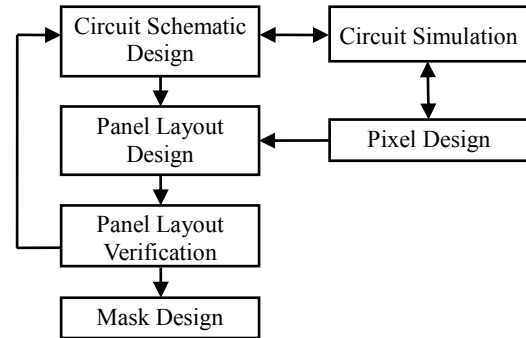 Circuit Schematic
Design
Circuit Simulation
Panel Layout
Design
Pixel Design
Panel Layout
Verification
Mask Design